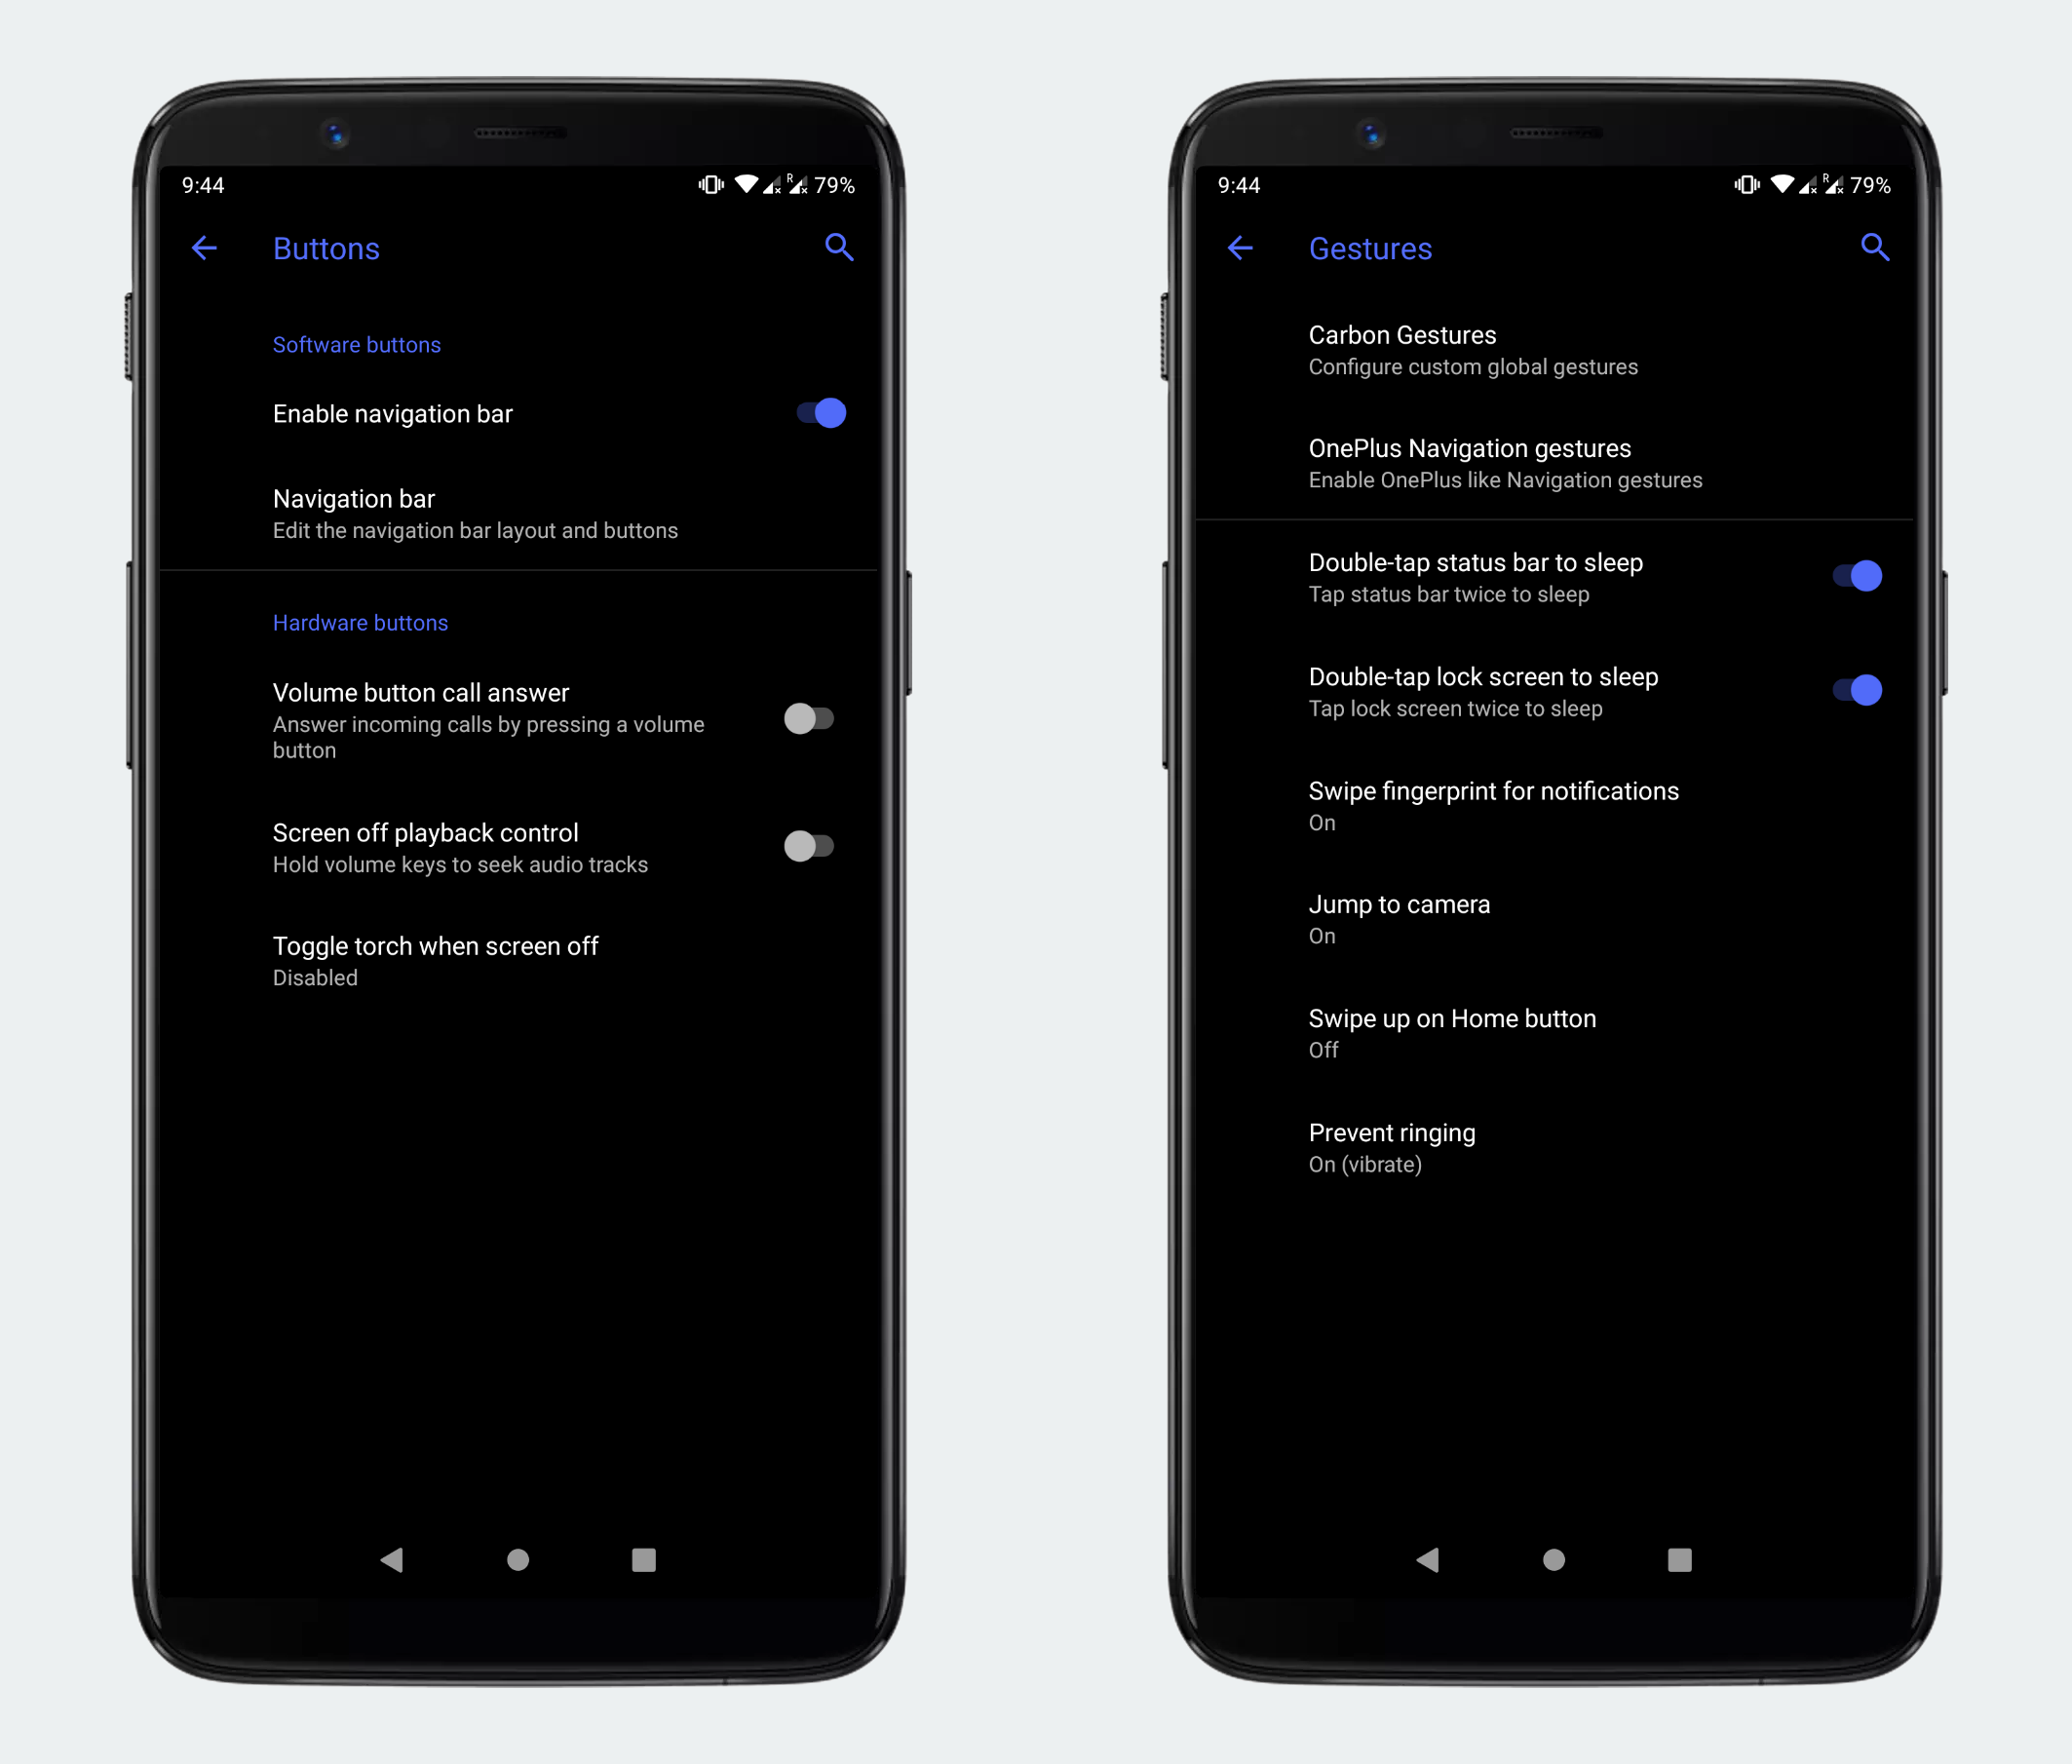 9:44
R
79%
Buttons
Software buttons
Enable navigation bar
Navigation bar
Edit the navigation bar layout and buttons
Hardware buttons
Volume button call answer
Answer incoming calls by pressing a volume
button
Screen off playback control
Hold volume keys to seek audio tracks
Toggle torch when screen off
Disabled
9:44
R
79%
Gestures
Carbon Gestures
Configure custom global gestures
OnePlus Navigation gestures
Enable OnePlus like Navigation gestures
Double-tap status bar to sleep
Tap status bar twice to sleep
Double-tap lock screen to sleep
Tap lock screen twice to sleep
Swipe fingerprint for notifications
On
Jump to camera
On
Swipe up on Home button
Off
Prevent ringing
On (vibrate)